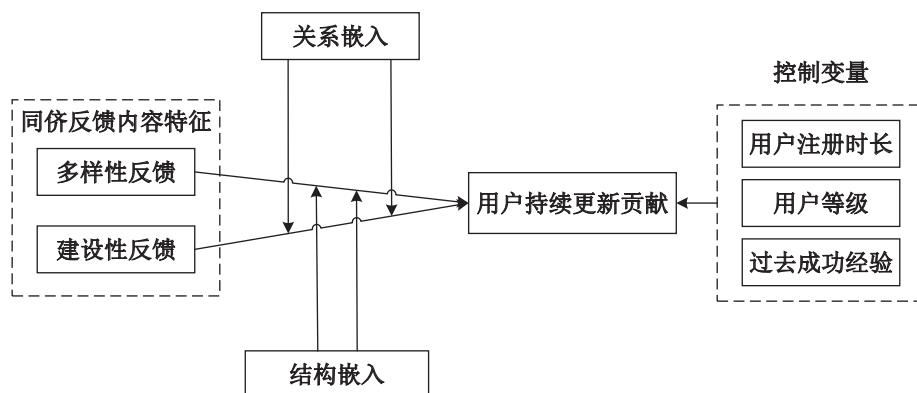 关系嵌入
控制变量
同侪反馈内容特征
用户注册时长
多样性反馈
用户持续更新贡献
用户等级
建设性反馈
过去成功经验
结构嵌入